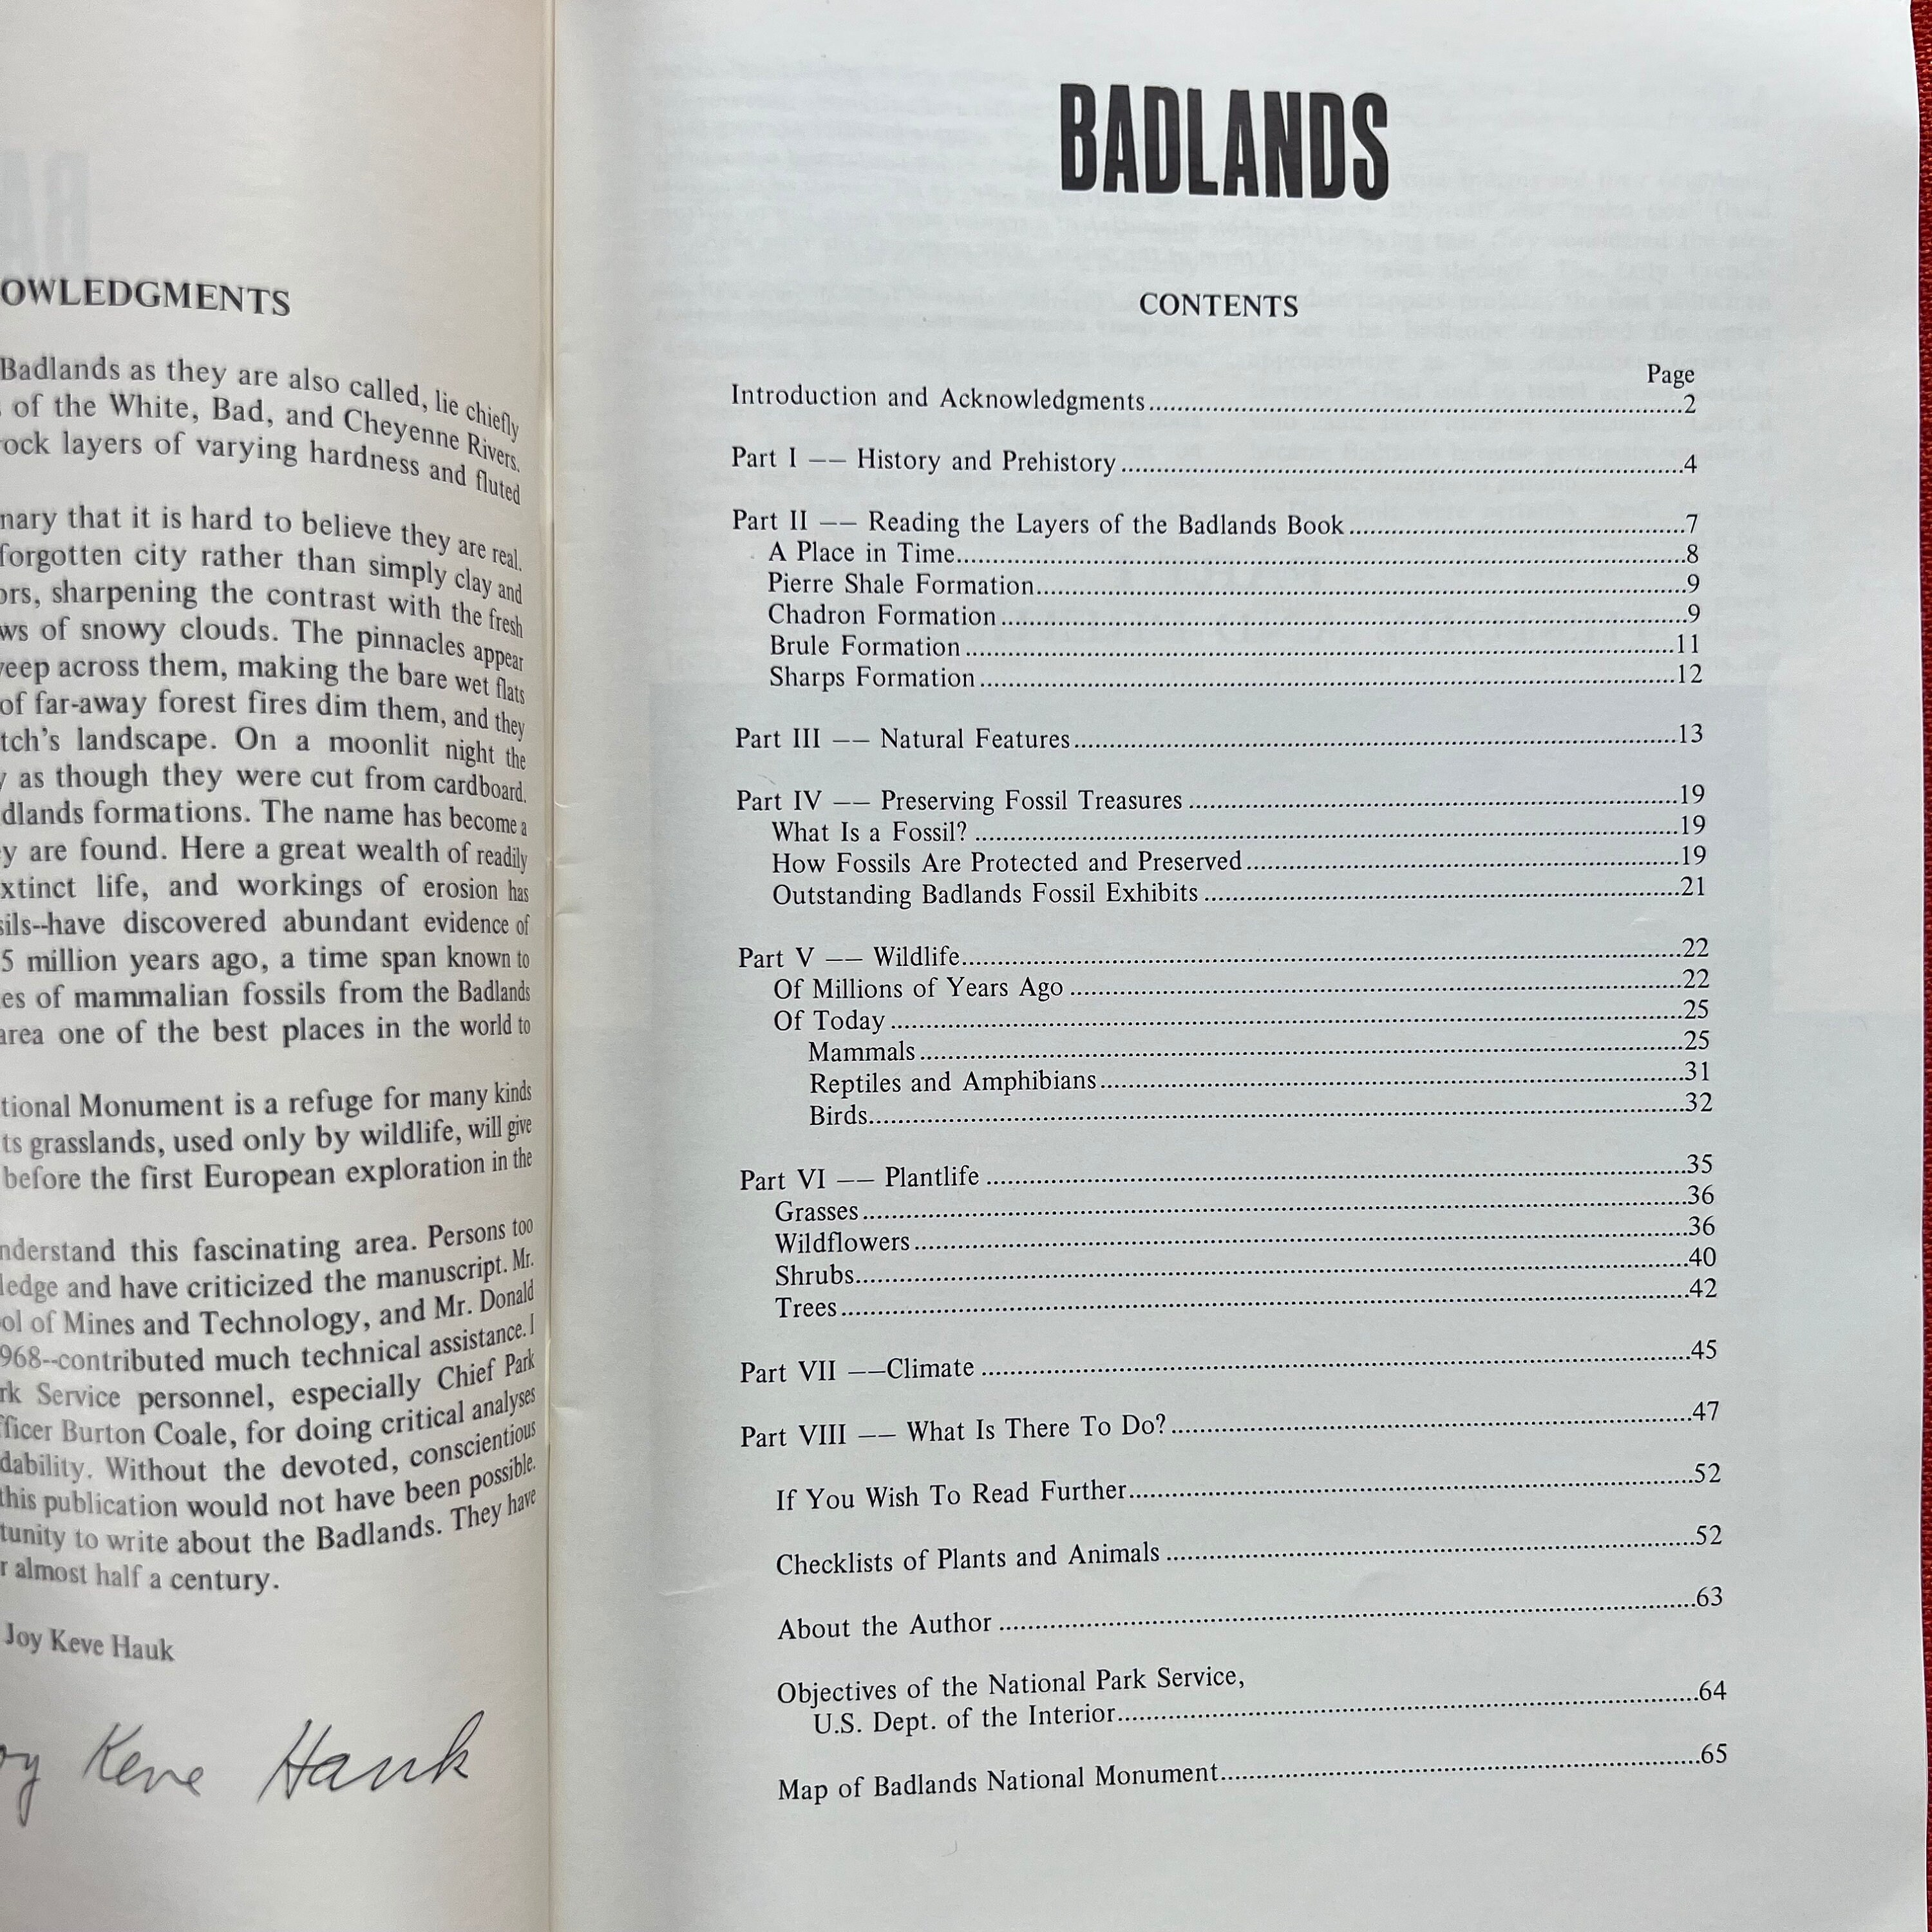 OWLEDGMENTS
Badlands as they are also called, lie chiefly
of the White, Bad, and Cheyenne Rivers.
rock layers of varying hardness and fluted
nary that it is hard to believe they are real.
forgotten city rather than simply clay and
ors, sharpening the contrast with the fresh
ws of snowy clouds. The pinnacles appear
weep across them, making the bare wet flats
of far-away forest fires dim them, and they
tch's landscape. On a moonlit night the
y as though they were cut from cardboard.
dlands formations. The name has become a
ey are found. Here a great wealth of readily
xtinct life, and workings of erosion has
sils--have discovered abundant evidence of
5 million years ago, a time span known to
es of mammalian fossils from the Badlands
area one of the best places in the world to
tional Monument is a refuge for many kinds
ts grasslands, used only by wildlife, will give
before the first European exploration in the
nderstand this fascinating area. Persons too
ledge and have criticized the manuscript. Mr.
ol of Mines and Technology, and Mr. Donald
968--contributed much technical assistance. I
rk Service personnel, especially Chief Park
fficer Burton Coale, for doing critical analyses
dability. Without the devoted, conscientious
this publication would not have been possible.
tunity to write about the Badlands. They have
r almost half a century.
Joy Keve Hauk
oy Keve Hauk
BADLANDS
CONTENTS
Page
Introduction and Acknowledgments 2
Part I —— History and Prehistory 4
Part II —— Reading the Layers of the Badlands Book 7
A Place in Time 8
Pierre Shale Formation 9
Chadron Formation 9
Brule Formation 11
Sharps Formation 12
Part III —— Natural Features 13
Part IV —— Preserving Fossil Treasures 19
What Is a Fossil? 19
How Fossils Are Protected and Preserved 19
Outstanding Badlands Fossil Exhibits 21
Part V —— Wildlife 22
Of Millions of Years Ago 22
Of Today 25
Mammals 25
Reptiles and Amphibians 31
Birds 32
Part VI —— Plantlife 35
Grasses 36
Wildflowers 36
Shrubs 40
Trees 42
Part VII ——Climate 45
Part VIII —— What Is There To Do? 47
If You Wish To Read Further 52
Checklists of Plants and Animals 52
About the Author 63
Objectives of the National Park Service,
U.S. Dept. of the Interior 64
Map of Badlands National Monument 65